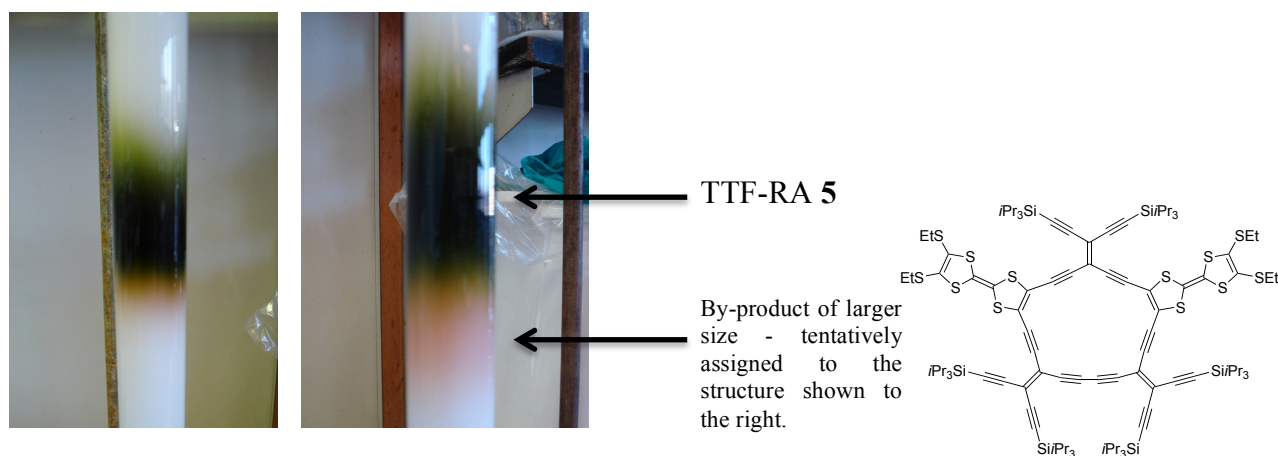 TTF-RA 5
By-product of larger
size - tentatively
assigned to the
structure shown to
the right.
iPr3Si SiiPr3
EtS SEt
S S S S
EtS S S S S SEt
iPr3Si SiiPr3
SiiPr3 iPr3Si